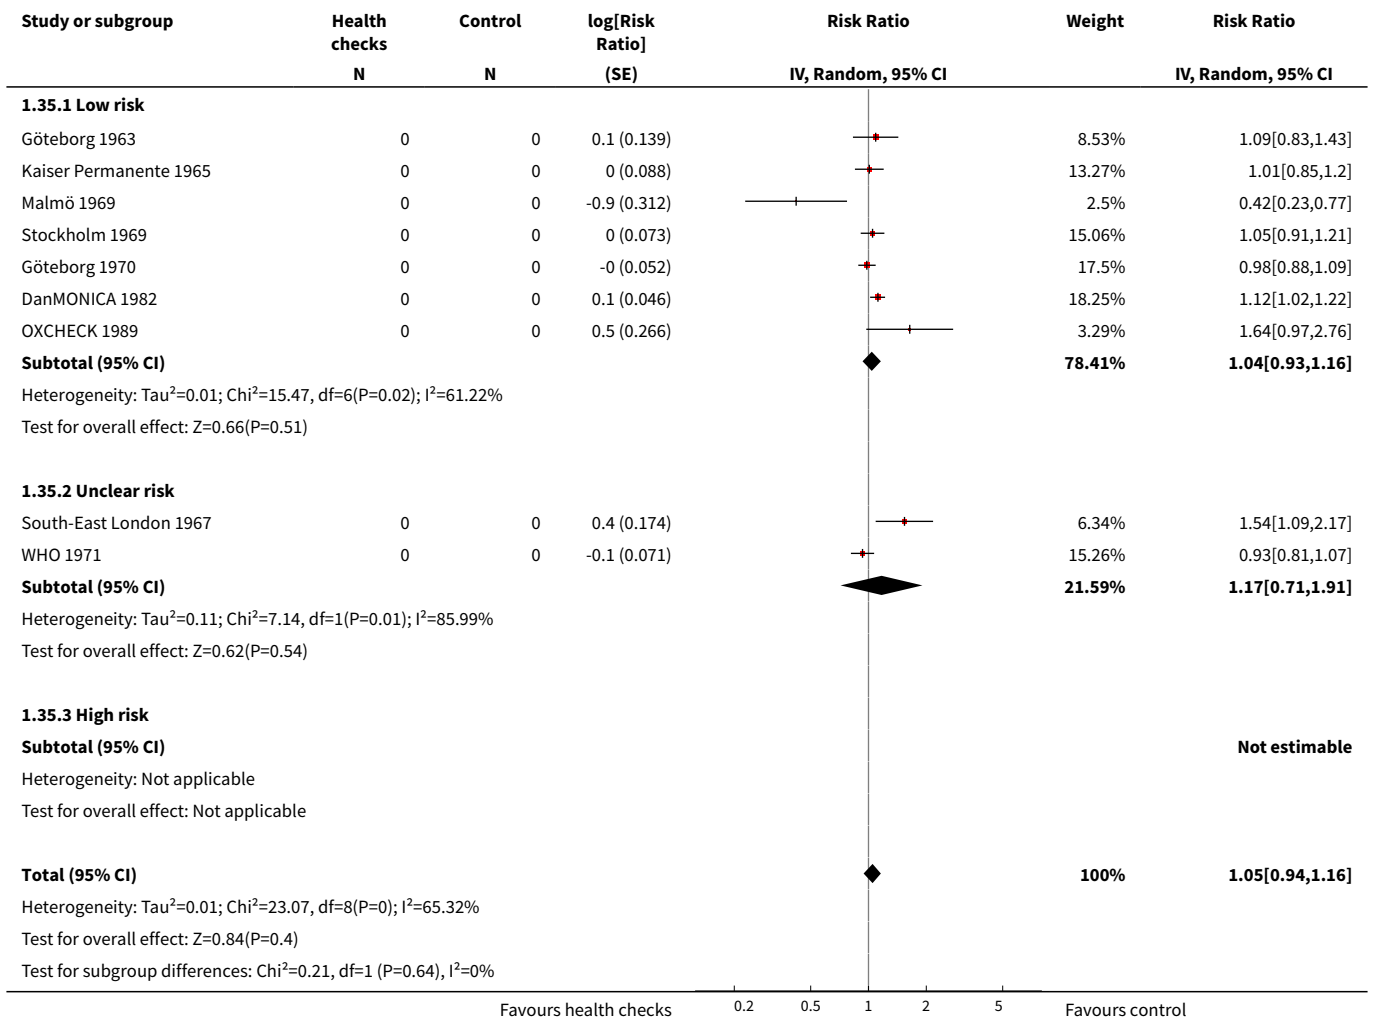 Study or subgroup Health checks Control log[Risk Ratio] Risk Ratio Weight Risk Ratio
N N (SE) IV, Random, 95% CI IV, Random, 95% CI
1.35.1 Low risk
Göteborg 1963 0 0 0.1 (0.139) 8.53% 1.09[0.83,1.43]
Kaiser Permanente 1965 0 0 0 (0.088) 13.27% 1.01[0.85,1.2]
Malmö 1969 0 0 -0.9 (0.312) 2.5% 0.42[0.23,0.77]
Stockholm 1969 0 0 0 (0.073) 15.06% 1.05[0.91,1.21]
Göteborg 1970 0 0 -0 (0.052) 17.5% 0.98[0.88,1.09]
DanMONICA 1982 0 0 0.1 (0.046) 18.25% 1.12[1.02,1.22]
OXCHECK 1989 0 0 0.5 (0.266) 3.29% 1.64[0.97,2.76]
Subtotal (95% CI) 78.41% 1.04[0.93,1.16]
Heterogeneity: Tau²=0.01; Chi²=15.47, df=6(P=0.02); I²=61.22%
Test for overall effect: Z=0.66(P=0.51)
1.35.2 Unclear risk
South-East London 1967 0 0 0.4 (0.174) 6.34% 1.54[1.09,2.17]
WHO 1971 0 0 -0.1 (0.071) 15.26% 0.93[0.81,1.07]
Subtotal (95% CI) 21.59% 1.17[0.71,1.91]
Heterogeneity: Tau²=0.11; Chi²=7.14, df=1(P=0.01); I²=85.99%
Test for overall effect: Z=0.62(P=0.54)
1.35.3 High risk
Subtotal (95% CI) Not estimable
Heterogeneity: Not applicable
Test for overall effect: Not applicable
Total (95% CI) 100% 1.05[0.94,1.16]
Heterogeneity: Tau²=0.01; Chi²=23.07, df=8(P=0); I²=65.32%
Test for overall effect: Z=0.84(P=0.4)
Test for subgroup differences: Chi²=0.21, df=1 (P=0.64), I²=0%
Favours health checks 0.2 0.5 1 2 5 Favours control